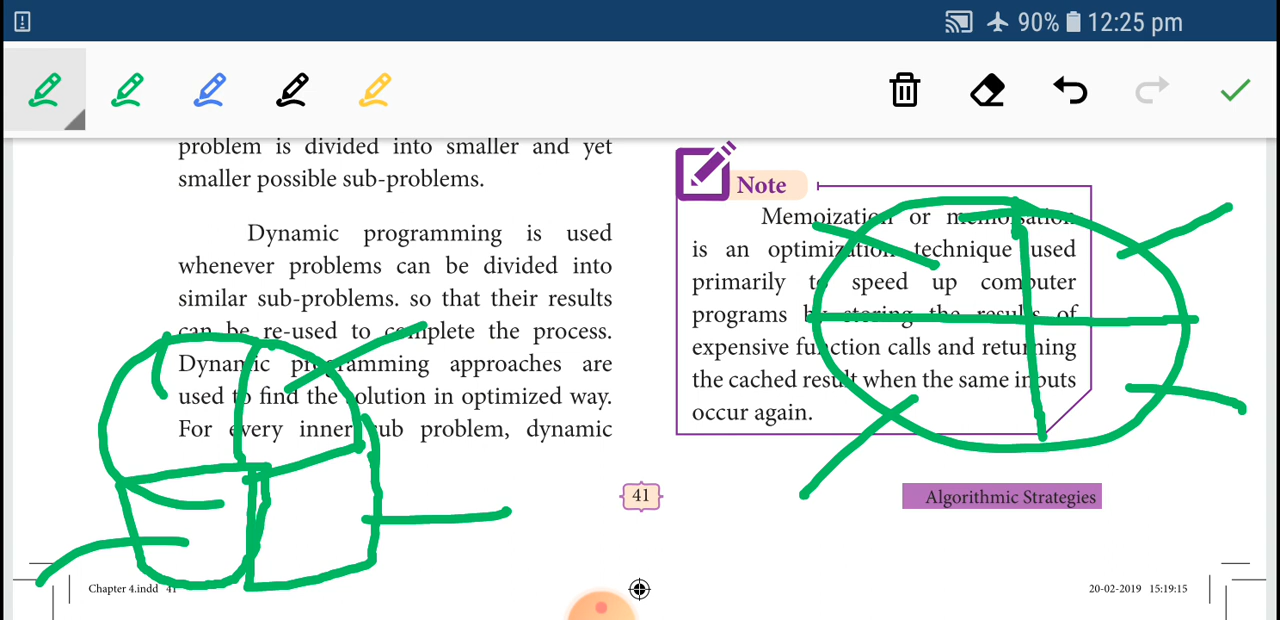 90% 12:25 pm
problem is divided into smaller and yet
smaller possible sub-problems.
Dynamic programming is used
whenever problems can be divided into
similar sub-problems. so that their results
can be re-used to complete the process.
Dynamic programming approaches are
used to find the solution in optimized way.
For every inner sub problem, dynamic
Note
Memoization or memoisation
is an optimization technique used
primarily to speed up computer
programs by storing the results of
expensive function calls and returning
the cached result when the same inputs
occur again.
41
Algorithmic Strategies
Chapter 4.indd 41
20-02-2019 15:19:15